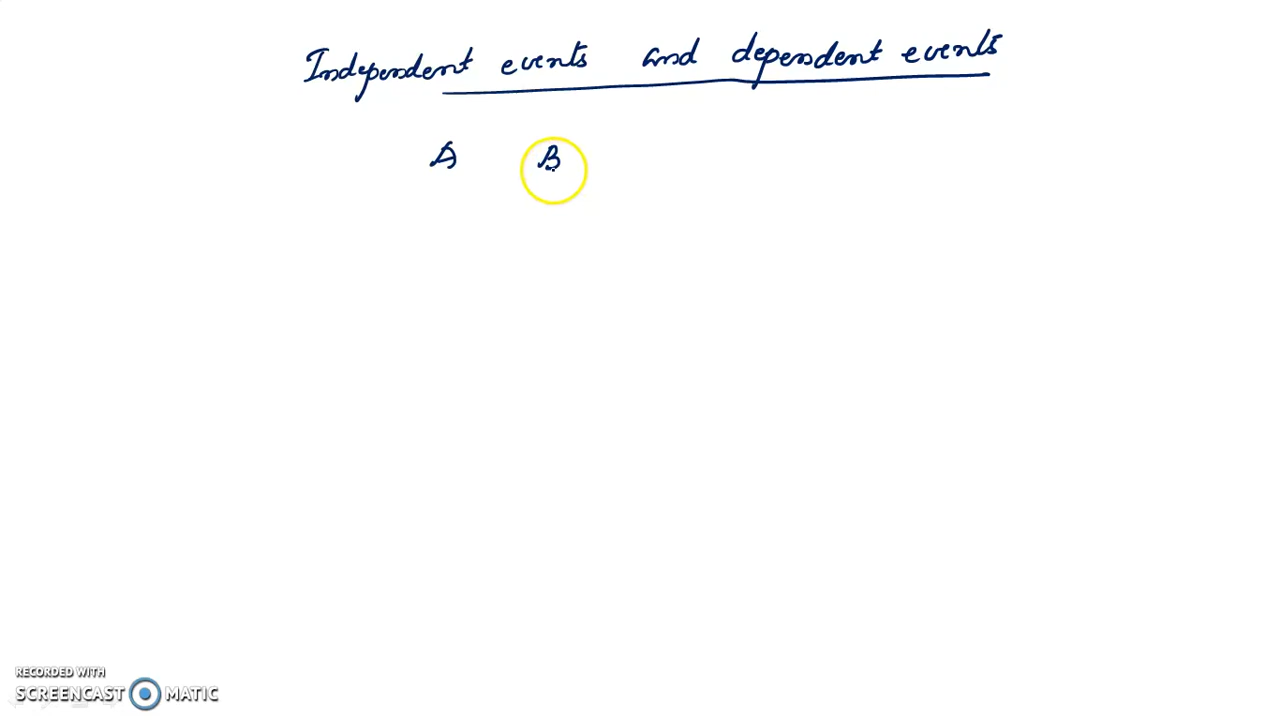 Independent events and dependent events
A B
RECORDED WITH
SCREENCAST MATIC